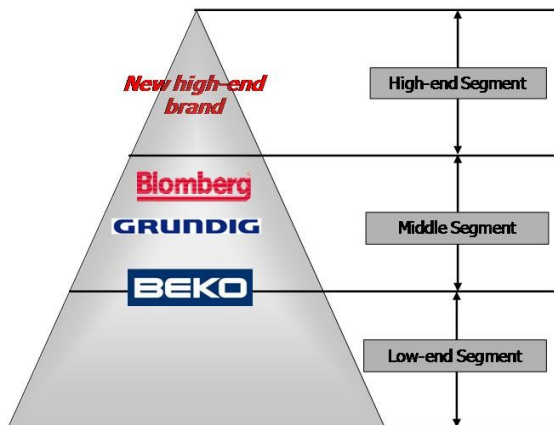 New high-end
brand
High-end Segment
Blomberg
GRUNDIG
Middle Segment
BEKO
Low-end Segment